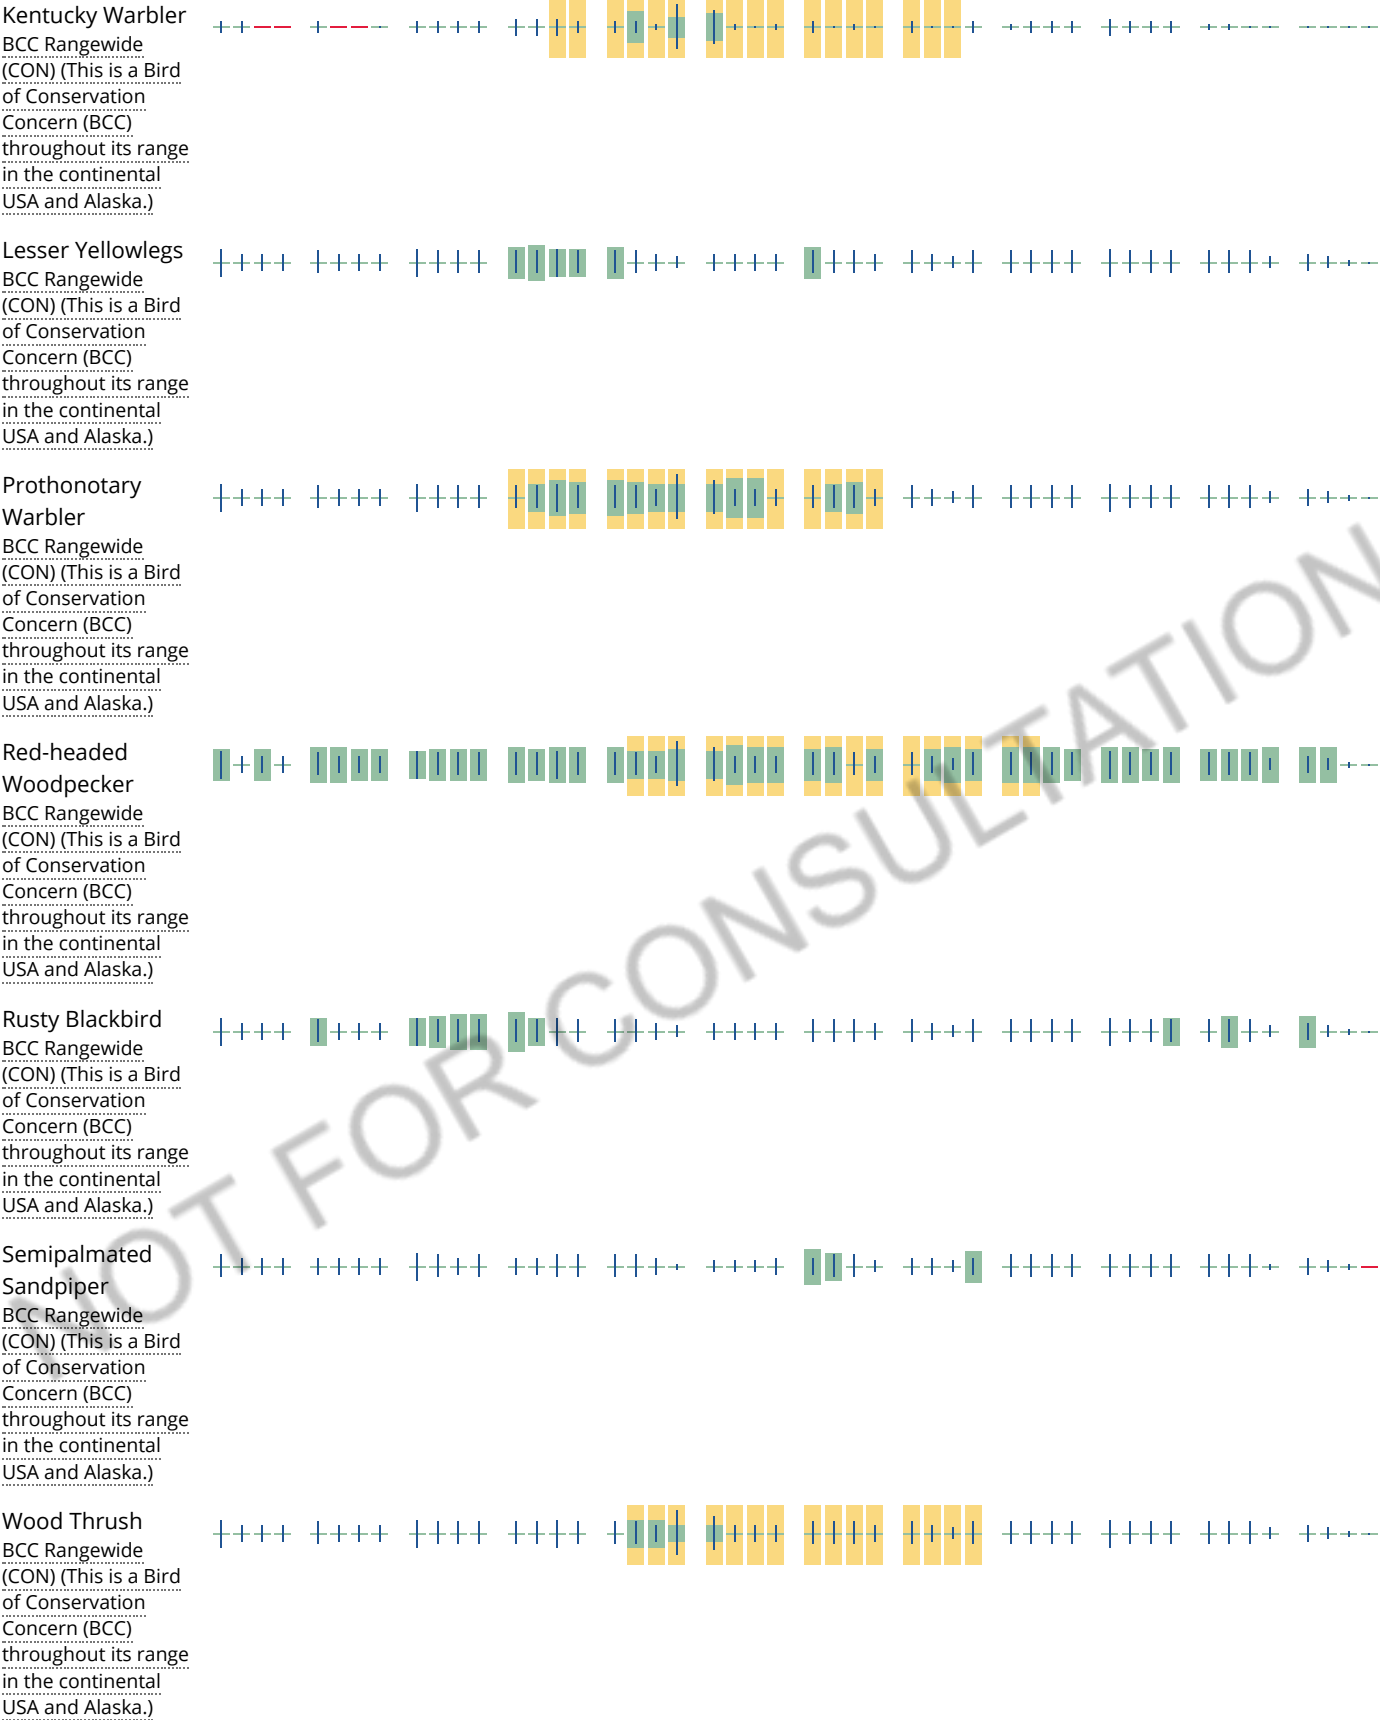 Kentucky Warbler
BCC Rangewide
(CON) (This is a Bird
of Conservation
Concern (BCC)
throughout its range
in the continental
USA and Alaska.)
Lesser Yellowlegs
BCC Rangewide
(CON) (This is a Bird
of Conservation
Concern (BCC)
throughout its range
in the continental
USA and Alaska.)
Prothonotary
Warbler
BCC Rangewide
(CON) (This is a Bird
of Conservation
Concern (BCC)
throughout its range
in the continental
USA and Alaska.)
Red-headed
Woodpecker
BCC Rangewide
(CON) (This is a Bird
of Conservation
Concern (BCC)
throughout its range
in the continental
USA and Alaska.)
Rusty Blackbird
BCC Rangewide
(CON) (This is a Bird
of Conservation
Concern (BCC)
throughout its range
in the continental
USA and Alaska.)
Semipalmated
Sandpiper
BCC Rangewide
(CON) (This is a Bird
of Conservation
Concern (BCC)
throughout its range
in the continental
USA and Alaska.)
Wood Thrush
BCC Rangewide
(CON) (This is a Bird
of Conservation
Concern (BCC)
throughout its range
in the continental
USA and Alaska.)
NOT FOR CONSULTATION